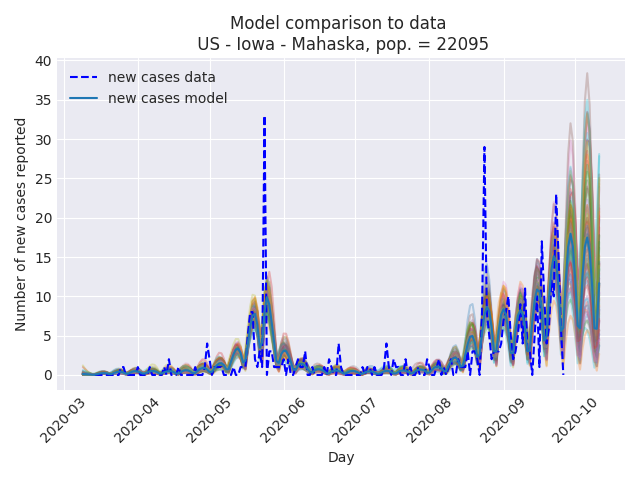 Model comparison to data
US - Iowa - Mahaska, pop. = 22095
Number of new cases reported
40
35
30
25
20
15
10
5
0
new cases data
new cases model
2020-03
2020-04
2020-05
2020-06
2020-07
2020-08
2020-09
2020-10
Day